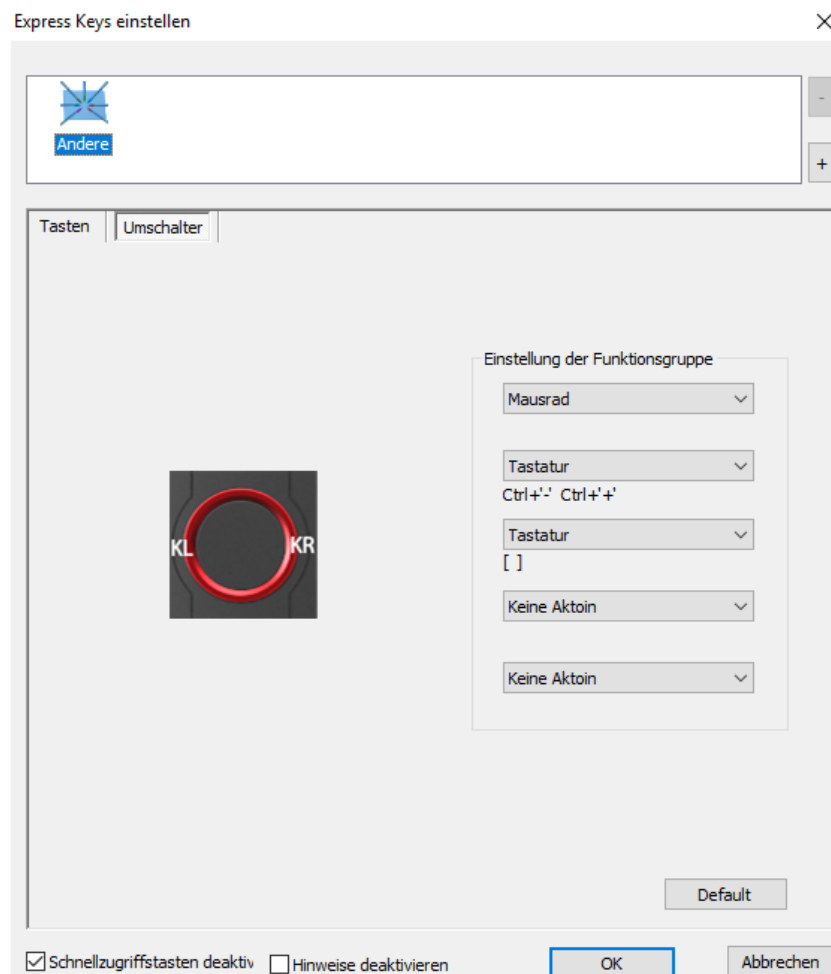 Express Keys einstellen
-
Andere
+
Tasten Umschalter
Einstellung der Funktionsgruppe
Mausrad
Tastatur
Ctrl+'-' Ctrl+'+'
Tastatur
[ ]
KL KR
Keine Aktoin
Keine Aktoin
Default
Schnellzugriffstasten deaktiv Hinweise deaktivieren OK Abbrechen